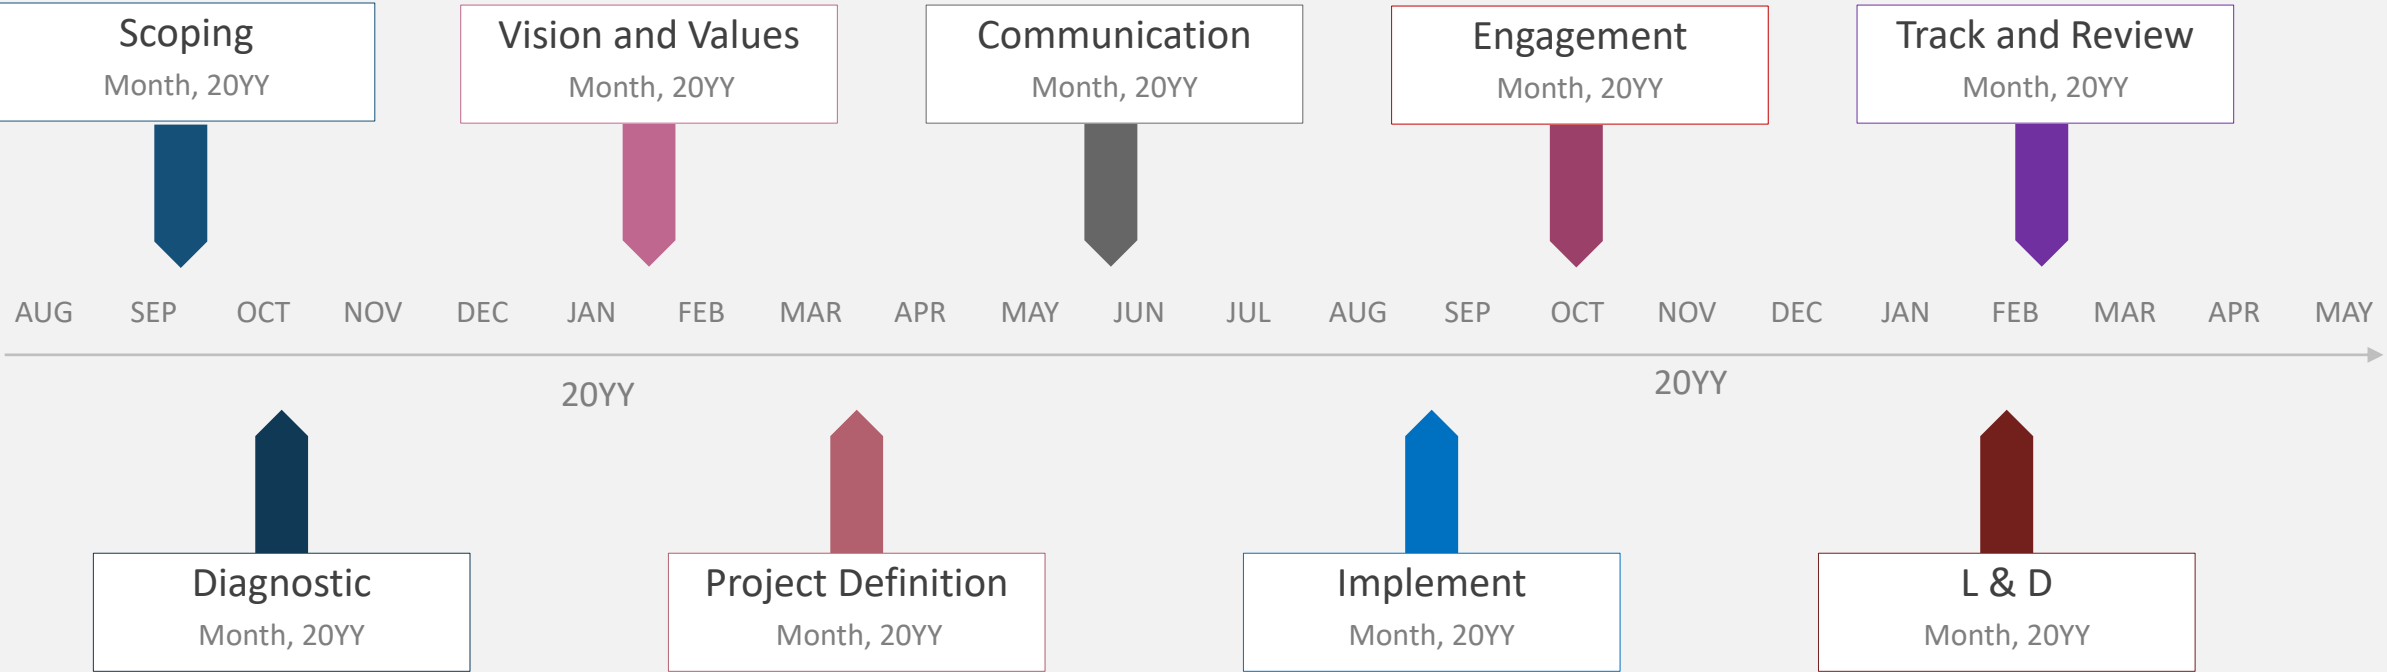 Scoping
Month, 20YY
Vision and Values
Month, 20YY
Communication
Month, 20YY
Engagement
Month, 20YY
Track and Review
Month, 20YY
AUG SEP OCT NOV DEC JAN FEB MAR APR MAY JUN JUL AUG SEP OCT NOV DEC JAN FEB MAR APR MAY
20YY 20YY
Diagnostic
Month, 20YY
Project Definition
Month, 20YY
Implement
Month, 20YY
L & D
Month, 20YY